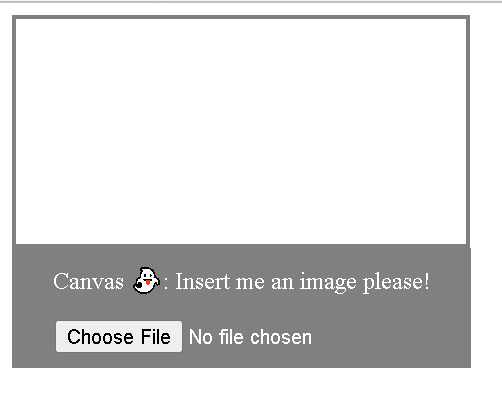 Canvas 👻: Insert me an image please!
Choose File No file chosen